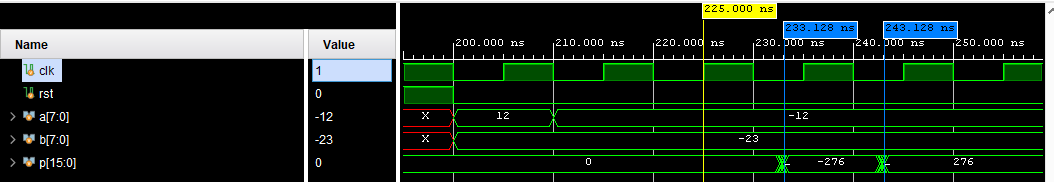 225.000 ns
233.128 ns 243.128 ns
Name Value
200.000 ns 210.000 ns 220.000 ns 230.000 ns 240.000 ns 250.000 ns
clk 1
rst 0
a[7:0] -12 X 12 -12
b[7:0] -23 X -23
p[15:0] 0 0 -276 276